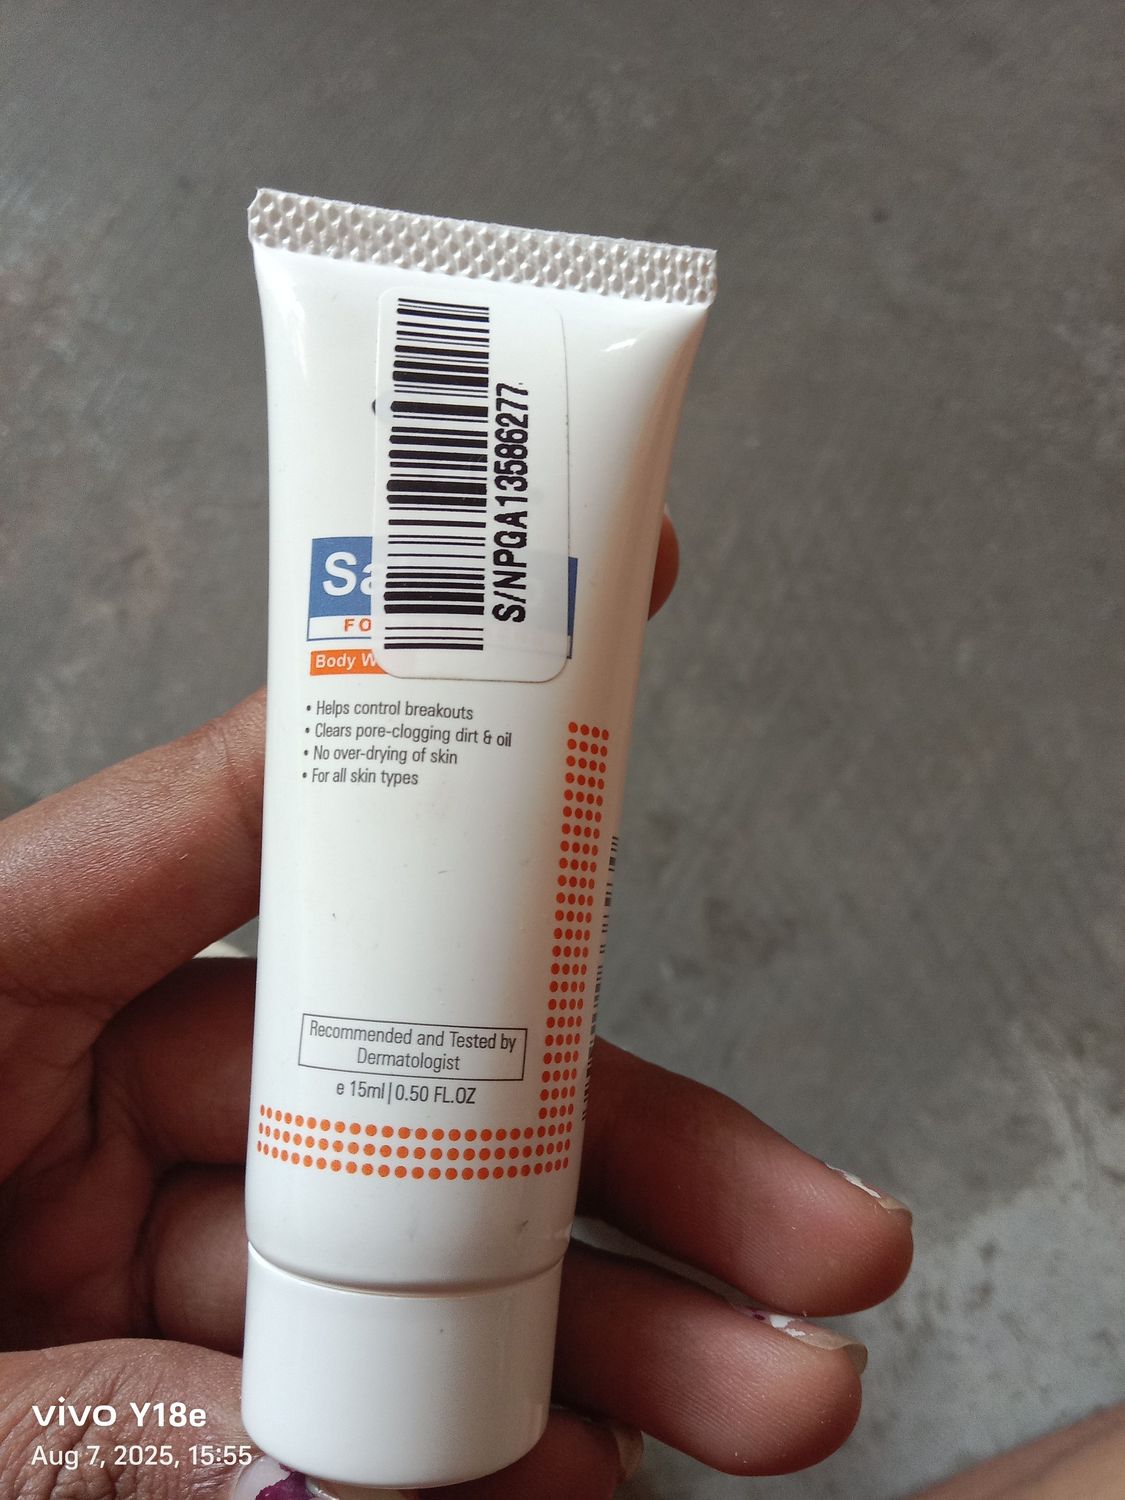 S/NPQA13586277
Sa
FO
Body W
• Helps control breakouts
• Clears pore-clogging dirt & oil
• No over-drying of skin
• For all skin types
Recommended and Tested by
Dermatologist
e 15ml|0.50 FL.OZ
vivo Y18e
Aug 7, 2025, 15:55